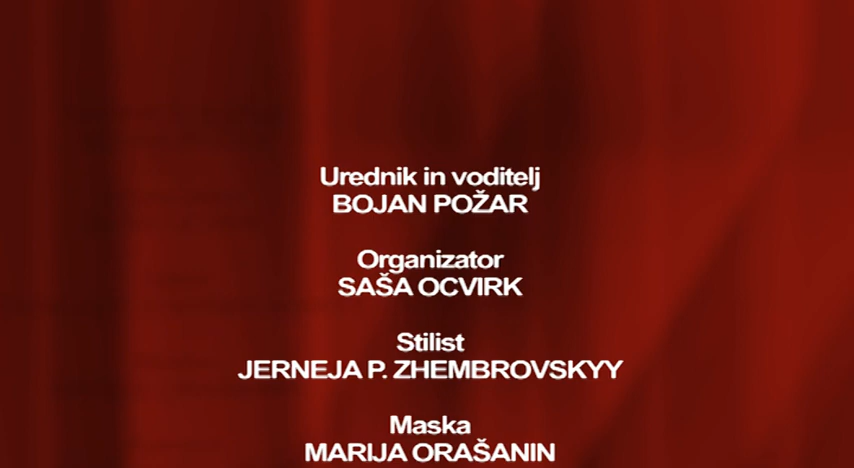 Urednik in voditelj
BOJAN POŽAR
Organizator
SAŠA OCVIRK
Stilist
JERNEJA P. ZHEMBROVSKYY
Maska
MARIJA ORAŠANIN